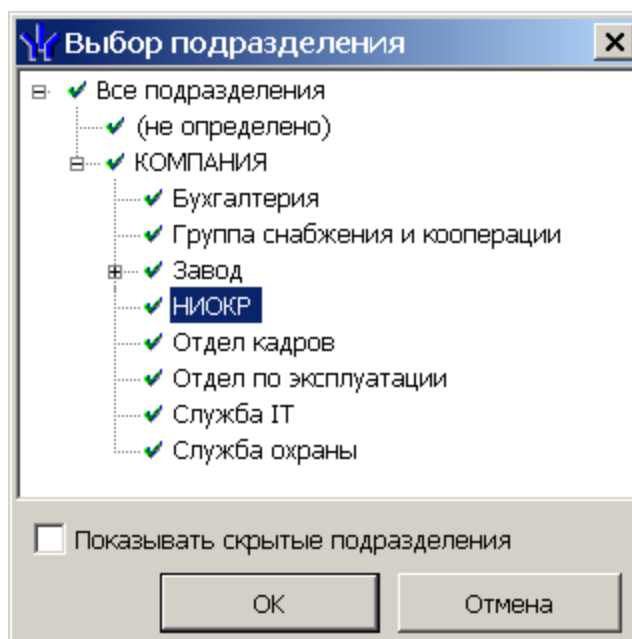 Выбор подразделения
Все подразделения
(не определено)
КОМПАНИЯ
Бухгалтерия
Группа снабжения и кооперации
Завод
НИОКР
Отдел кадров
Отдел по эксплуатации
Служба IT
Служба охраны
Показывать скрытые подразделения
ОК Отмена